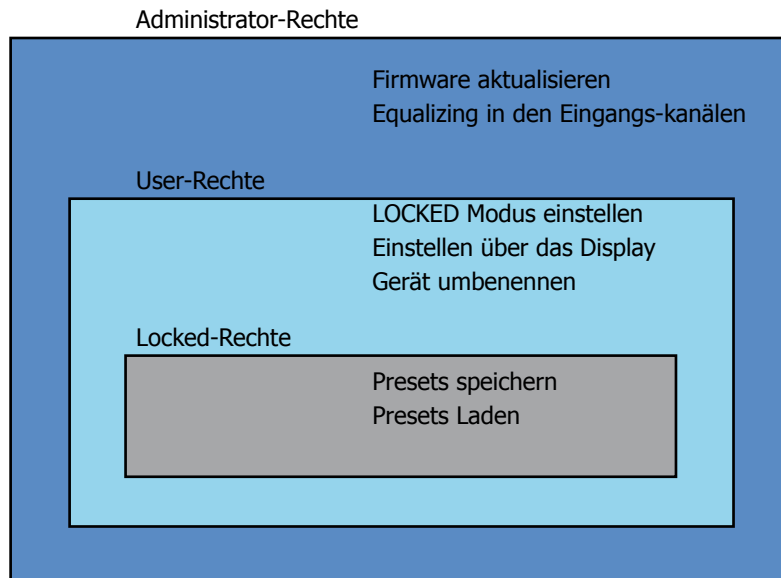 Administrator-Rechte
Firmware aktualisieren
Equalizing in den Eingangs-kanälen
User-Rechte
LOCKED Modus einstellen
Einstellen über das Display
Gerät umbenennen
Locked-Rechte
Presets speichern
Presets Laden